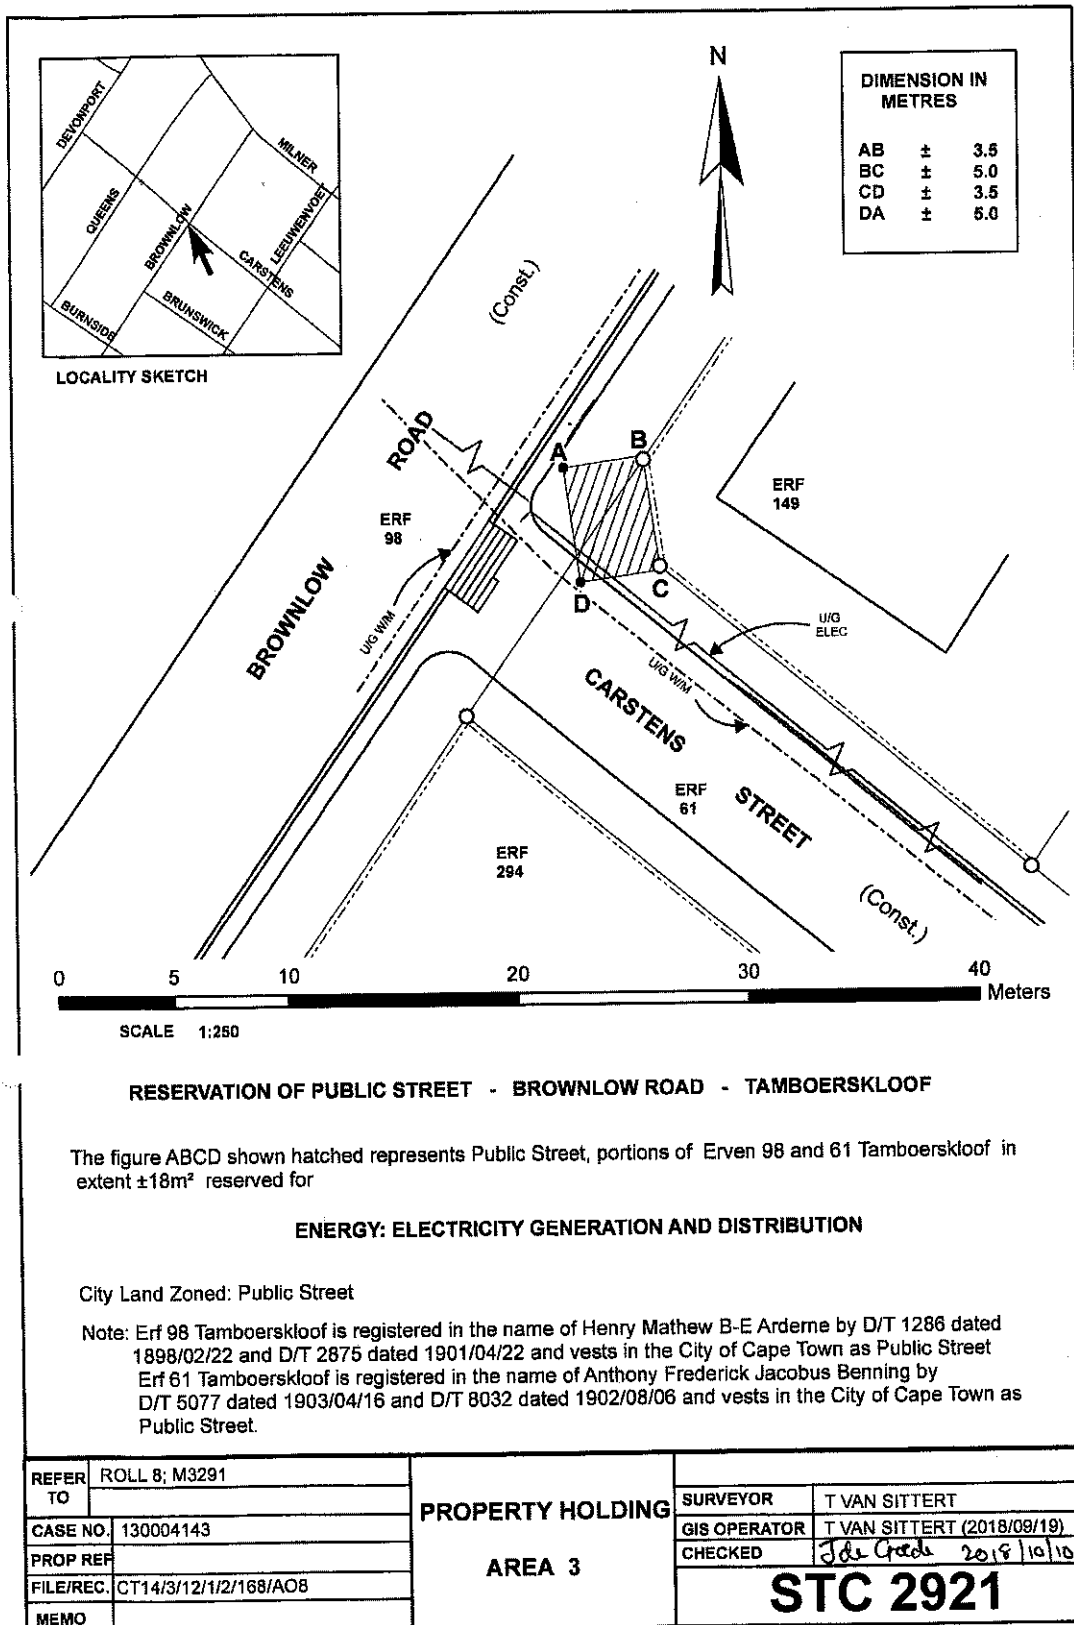 DEVONPORT
QUEENS
BROWNLOW
MILNER
LEEUWENVOET
CARSTENS
BRUNSWICK
BURNSIDE
LOCALITY SKETCH
N
DIMENSION IN
METRES
AB ± 3.5
BC ± 5.0
CD ± 3.5
DA ± 5.0
(Const.)
ROAD
BROWNLOW
A
B
C
D
ERF
149
ERF
98
U/G W/M
U/G
ELEC
U/G W/M
CARSTENS
STREET
ERF
61
ERF
294
(Const.)
0 5 10 20 30 40
Meters
SCALE 1:250
RESERVATION OF PUBLIC STREET - BROWNLOW ROAD - TAMBOERSKLOOF
The figure ABCD shown hatched represents Public Street, portions of Erven 98 and 61 Tamboerskloof in
extent ±18m² reserved for
ENERGY: ELECTRICITY GENERATION AND DISTRIBUTION
City Land Zoned: Public Street
Note: Erf 98 Tamboerskloof is registered in the name of Henry Mathew B-E Arderne by D/T 1286 dated
1898/02/22 and D/T 2875 dated 1901/04/22 and vests in the City of Cape Town as Public Street
Erf 61 Tamboerskloof is registered in the name of Anthony Frederick Jacobus Benning by
D/T 5077 dated 1903/04/16 and D/T 8032 dated 1902/08/06 and vests in the City of Cape Town as
Public Street.
REFER
TO
ROLL 8; M3291
CASE NO. 130004143
PROP REF
FILE/REC. CT14/3/12/1/2/168/AO8
MEMO
PROPERTY HOLDING
AREA 3
SURVEYOR T VAN SITTERT
GIS OPERATOR T VAN SITTERT (2018/09/19)
CHECKED 2018/10/10
STC 2921